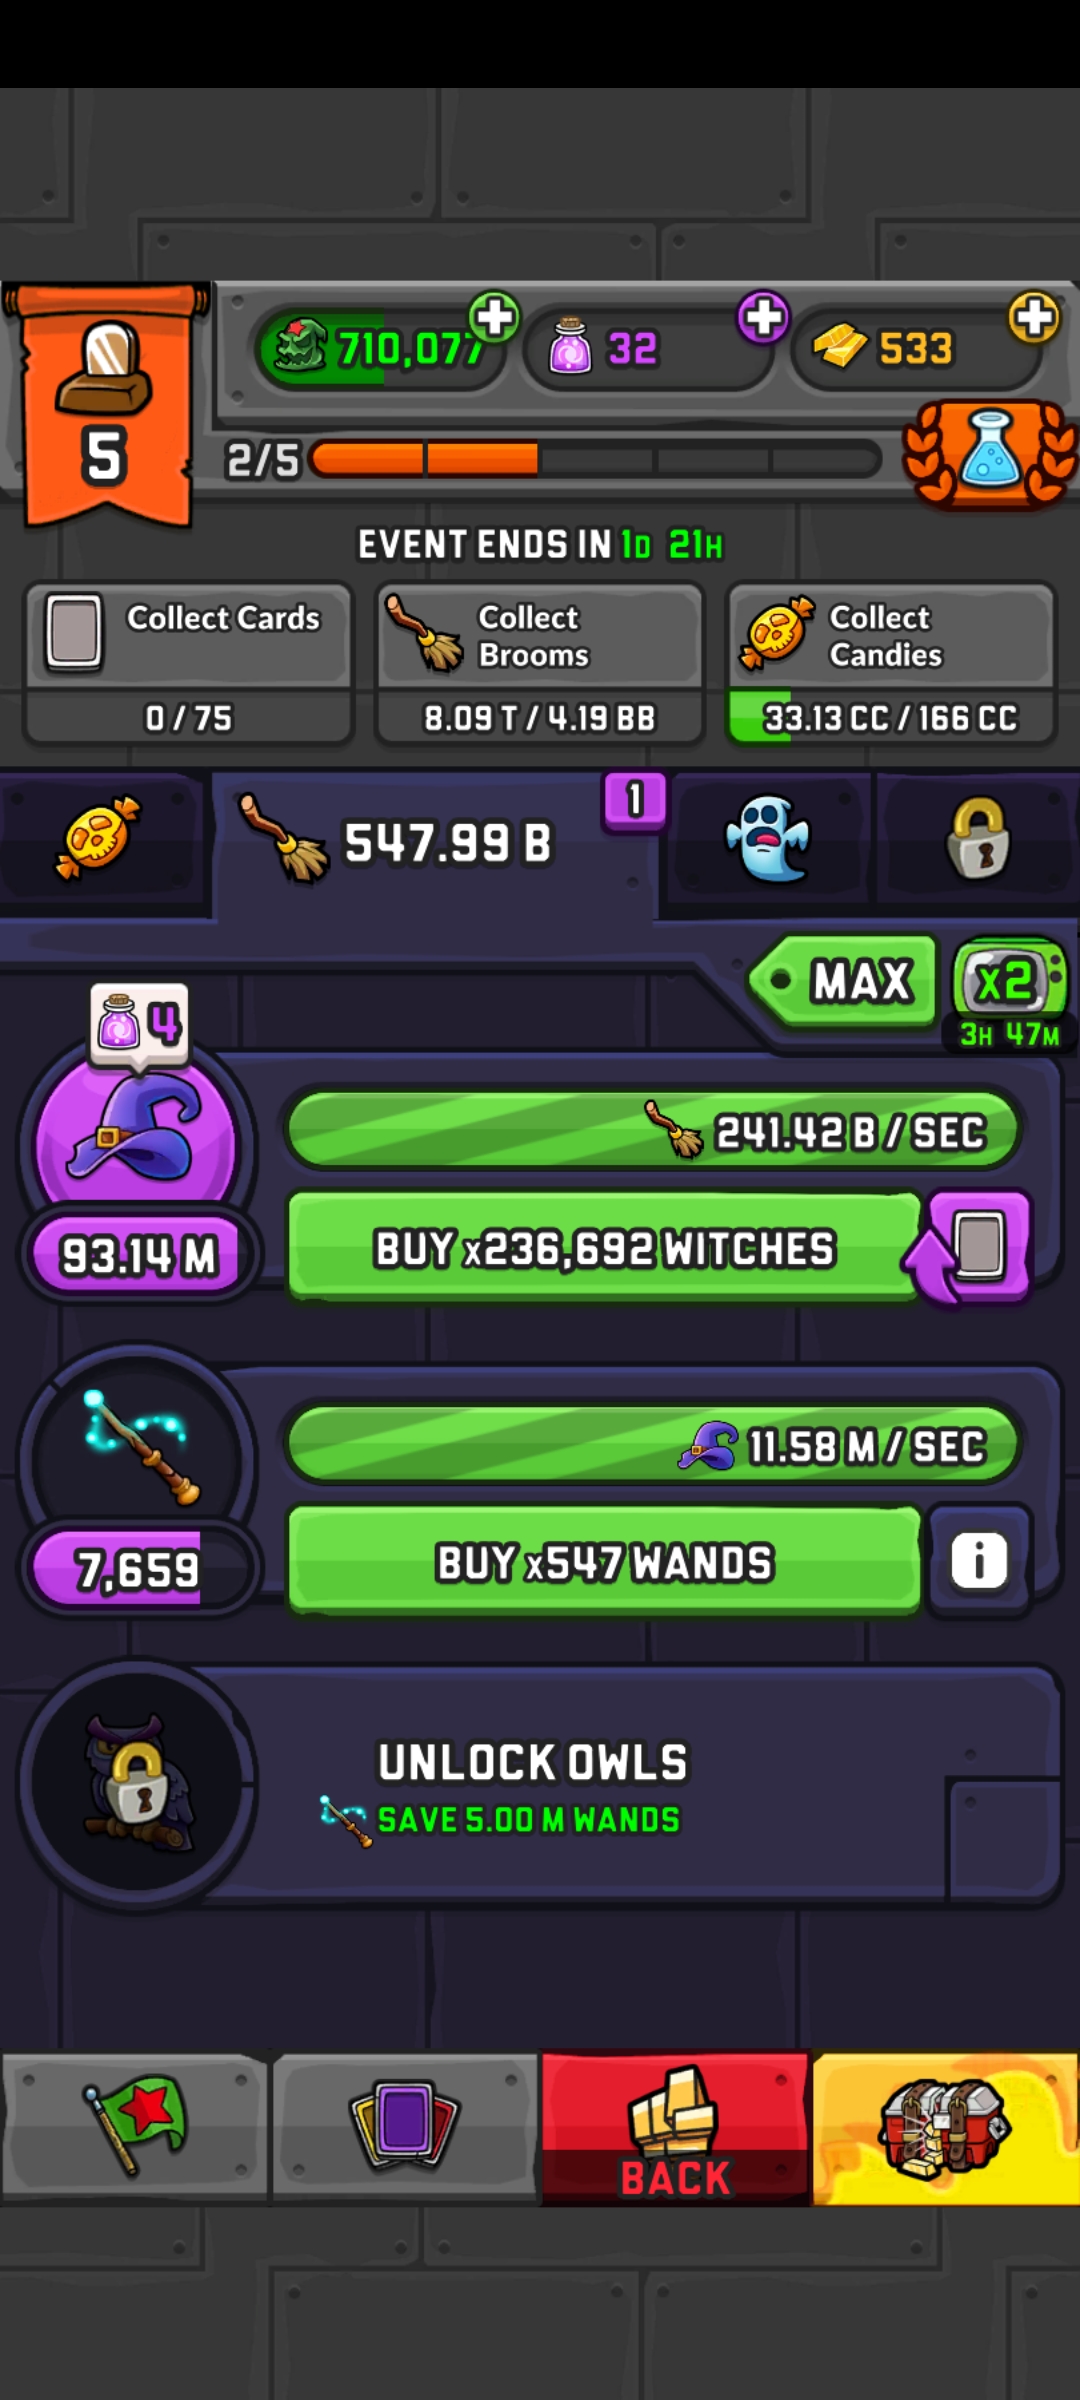 710,077
32
533
5
2/5
EVENT ENDS IN 1D 21H
Collect Cards
0 / 75
Collect
Brooms
8.09 T / 4.19 BB
Collect
Candies
33.13 CC / 166 CC
547.99 B
1
MAX
x2
3H 47M
4
241.42 B / SEC
93.14 M
BUY x236,692 WITCHES
11.58 M / SEC
7,659
BUY x547 WANDS
i
UNLOCK OWLS
SAVE 5.00 M WANDS
BACK